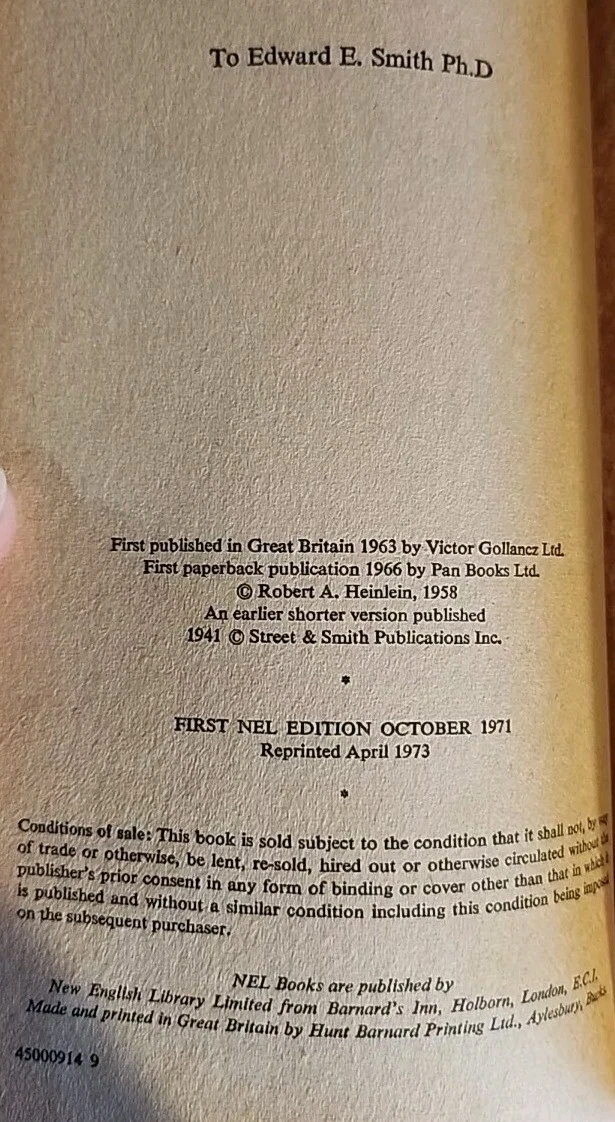 To Edward E. Smith Ph.D
First published in Great Britain 1963 by Victor Gollancz Ltd.
First paperback publication 1966 by Pan Books Ltd.
© Robert A. Heinlein, 1958
An earlier shorter version published
1941 © Street & Smith Publications Inc.
*
FIRST NEL EDITION OCTOBER 1971
Reprinted April 1973
*
Conditions of sale: This book is sold subject to the condition that it shall not, by way
of trade or otherwise, be lent, re-sold, hired out or otherwise circulated without the
publisher's prior consent in any form of binding or cover other than that in which it
is published and without a similar condition including this condition being imposed
on the subsequent purchaser.
NEL Books are published by
New English Library Limited from Barnard's Inn, Holborn, London, E.C.1.
Made and printed in Great Britain by Hunt Barnard Printing Ltd., Aylesbury, Bucks
45000914 9